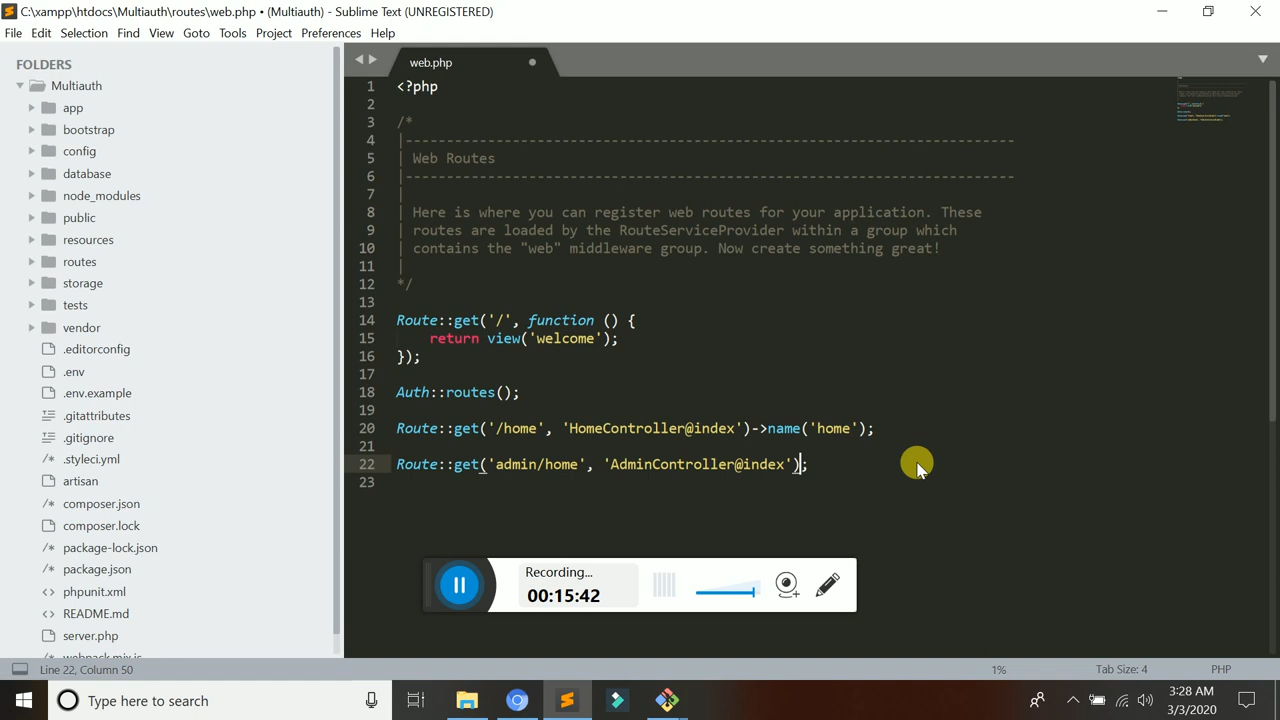 C:\xampp\htdocs\Multiauth\routes\web.php • (Multiauth) - Sublime Text (UNREGISTERED)
File Edit Selection Find View Goto Tools Project Preferences Help
FOLDERS
Multiauth
app
bootstrap
config
database
node_modules
public
resources
routes
storage
tests
vendor
.editorconfig
.env
.env.example
.gitattributes
.gitignore
/* .styleci.yml
artisan
/* composer.json
composer.lock
/* package-lock.json
/* package.json
<> phpunit.xml
<> README.md
server.php
/* webpack.mix.js
web.php
1 <?php
2
3 /*
4 |--------------------------------------------------------------------------
5 | Web Routes
6 |--------------------------------------------------------------------------
7 |
8 | Here is where you can register web routes for your application. These
9 | routes are loaded by the RouteServiceProvider within a group which
10 | contains the "web" middleware group. Now create something great!
11 |
12 */
13
14 Route::get('/', function () {
15 return view('welcome');
16 });
17
18 Auth::routes();
19
20 Route::get('/home', 'HomeController@index')->name('home');
21
22 Route::get('admin/home', 'AdminController@index');
23
Recording...
00:15:42
Line 22, Column 50
1%
Tab Size: 4
PHP
Type here to search
3:28 AM
3/3/2020